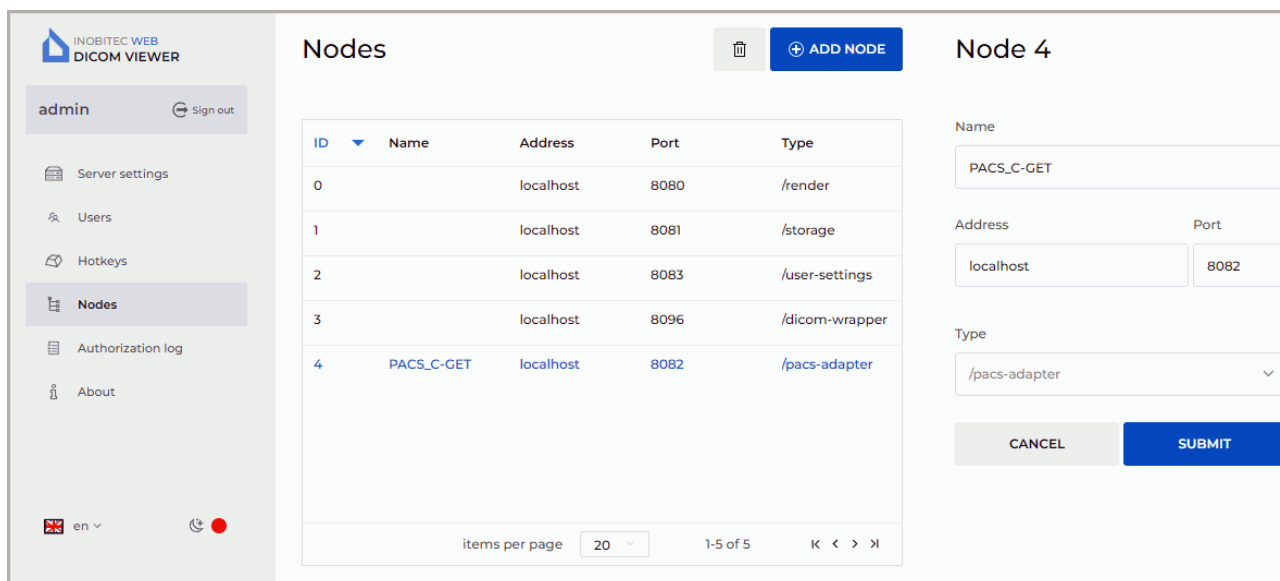 INOBITEC WEB
DICOM VIEWER
admin
Sign out
Server settings
Users
Hotkeys
Nodes
Authorization log
About
en
Nodes
ADD NODE
ID Name Address Port Type
0 localhost 8080 /render
1 localhost 8081 /storage
2 localhost 8083 /user-settings
3 localhost 8096 /dicom-wrapper
4 PACS_C-GET localhost 8082 /pacs-adapter
items per page 20 1-5 of 5
Node 4
Name
PACS_C-GET
Address Port
localhost 8082
Type
/pacs-adapter
CANCEL SUBMIT